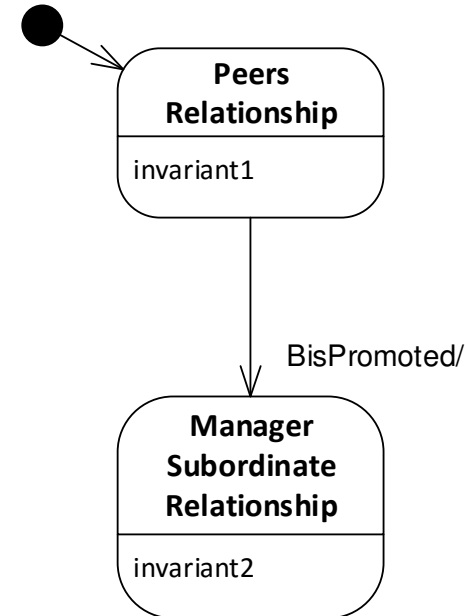 Peers
Relationship
invariant1
BisPromoted/
Manager
Subordinate
Relationship
invariant2